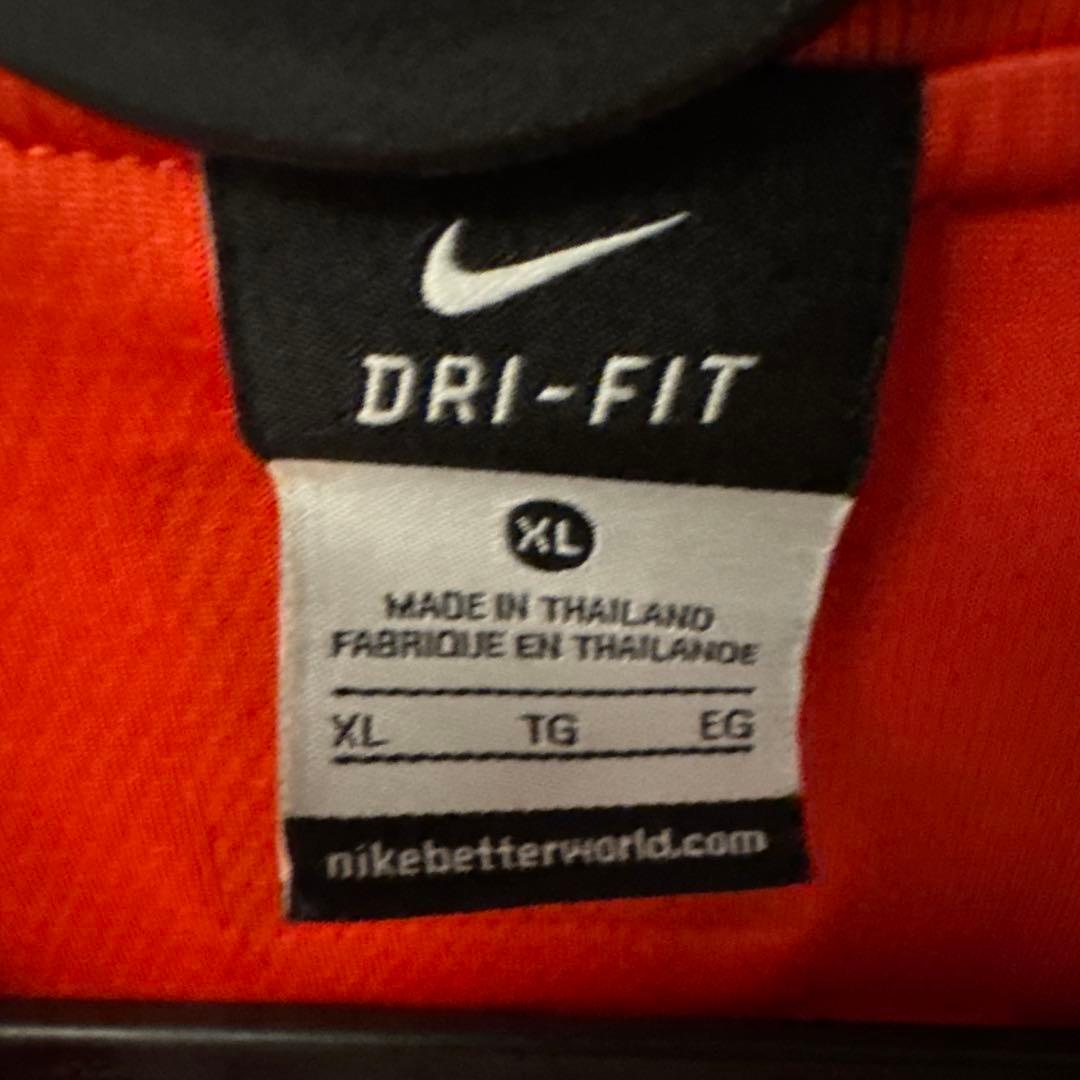 DRI-FIT
XL
MADE IN THAILAND
FABRIQUE EN THAILANDE
XL TG EG
nikebetterworld.com